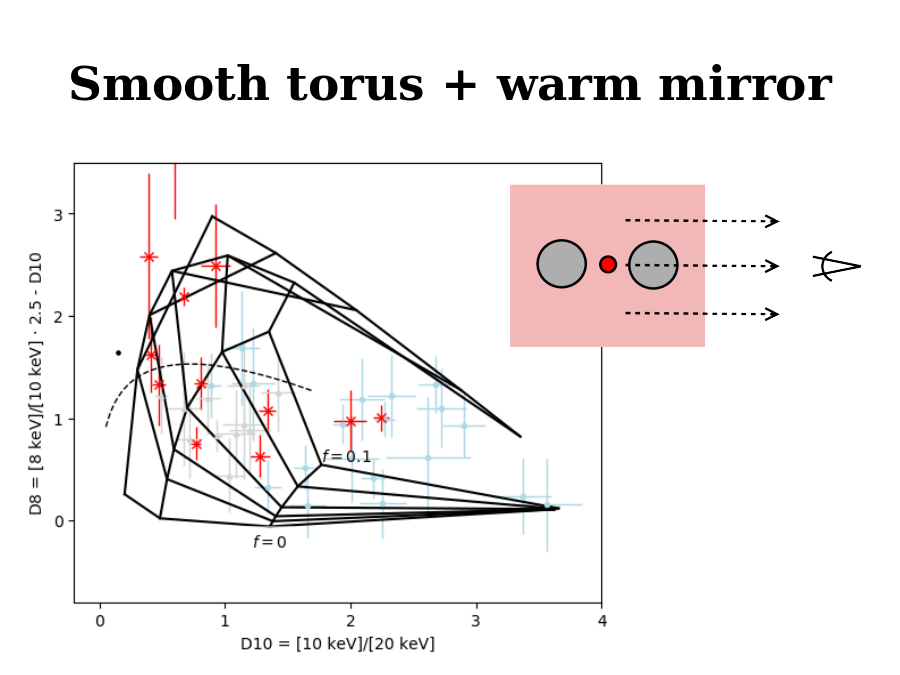 Smooth torus + warm mirror
D8 = [8 keV]/[10 keV] · 2.5 - D10
3
2
1
0
f = 0.1
f = 0
0 1 2 3 4
D10 = [10 keV]/[20 keV]